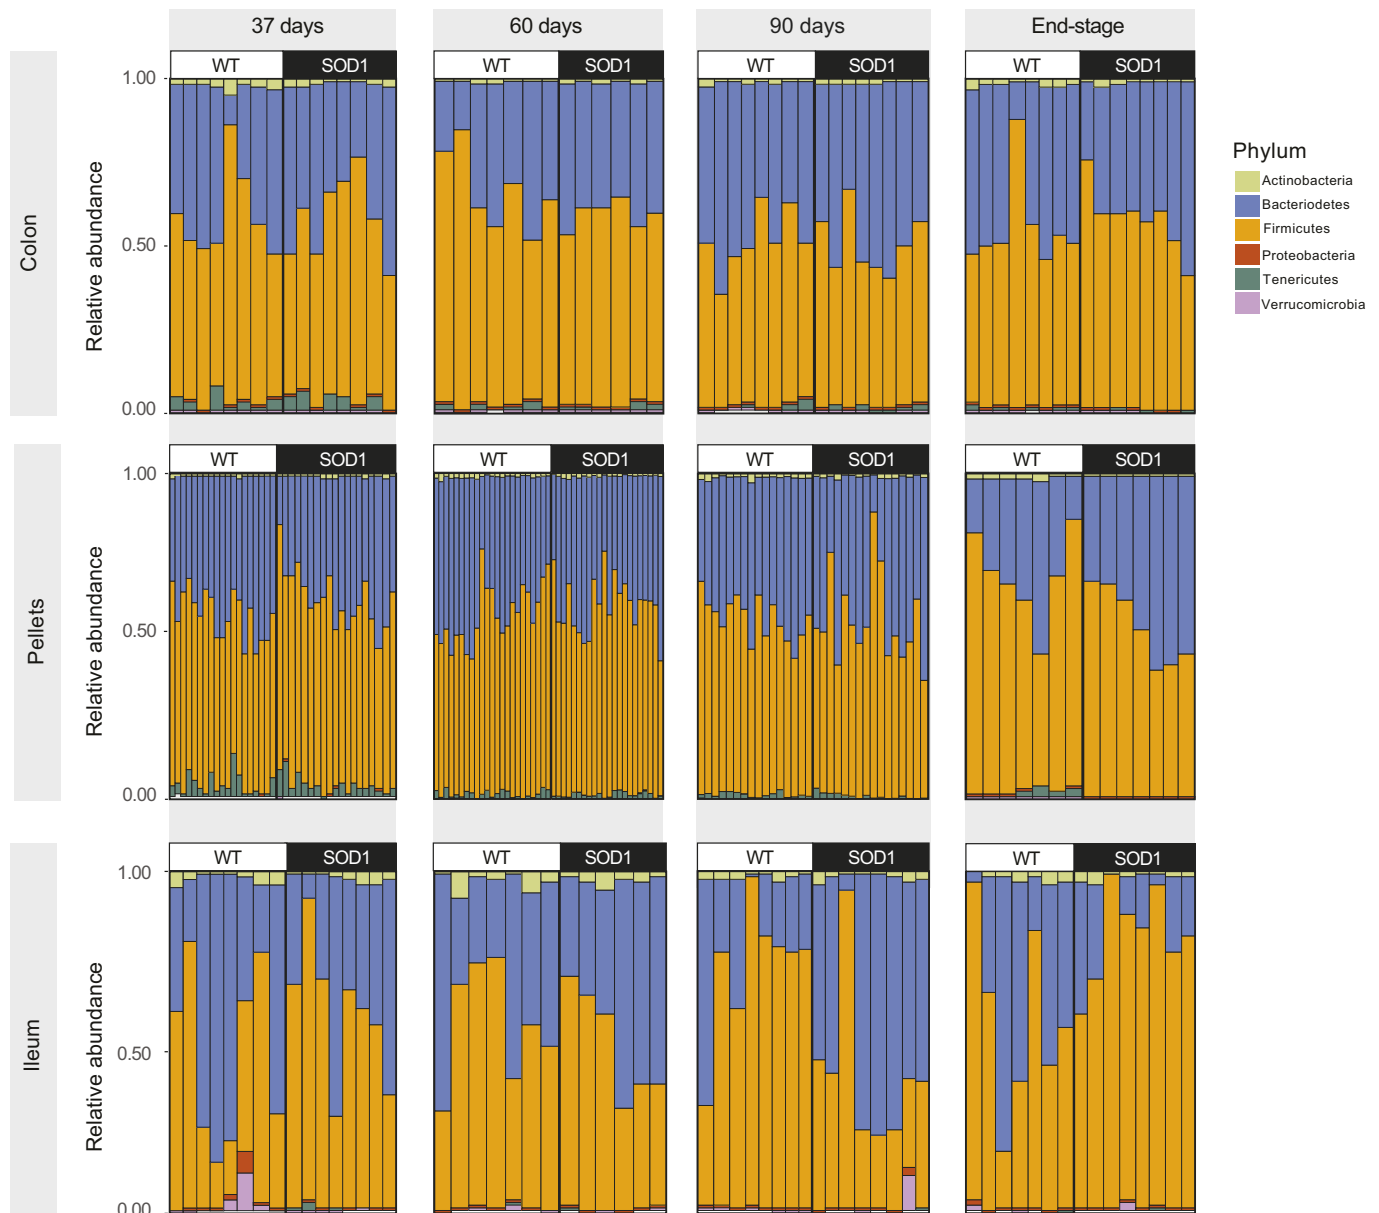 37 days
60 days
90 days
End-stage
WT
SOD1
WT
SOD1
WT
SOD1
WT
SOD1
Colon
Relative abundance
1.00
0.50
0.00
Phylum
Actinobacteria
Bacteriodetes
Firmicutes
Proteobacteria
Tenericutes
Verrucomicrobia
WT
SOD1
WT
SOD1
WT
SOD1
WT
SOD1
Pellets
Relative abundance
1.00
0.50
0.00
WT
SOD1
WT
SOD1
WT
SOD1
WT
SOD1
Ileum
Relative abundance
1.00
0.50
0.00